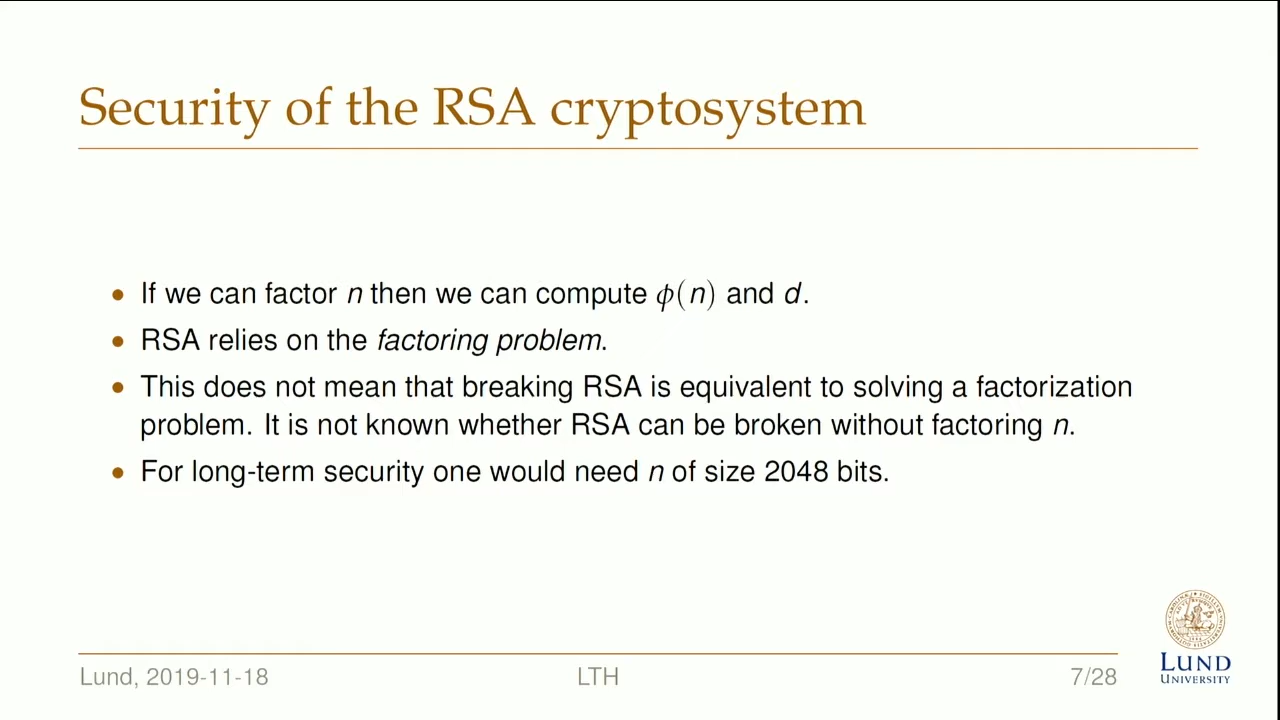 Security of the RSA cryptosystem
• If we can factor n then we can compute ϕ(n) and d.
• RSA relies on the factoring problem.
• This does not mean that breaking RSA is equivalent to solving a factorization
problem. It is not known whether RSA can be broken without factoring n.
• For long-term security one would need n of size 2048 bits.
Lund, 2019-11-18
LTH
7/28
LUND
UNIVERSITY